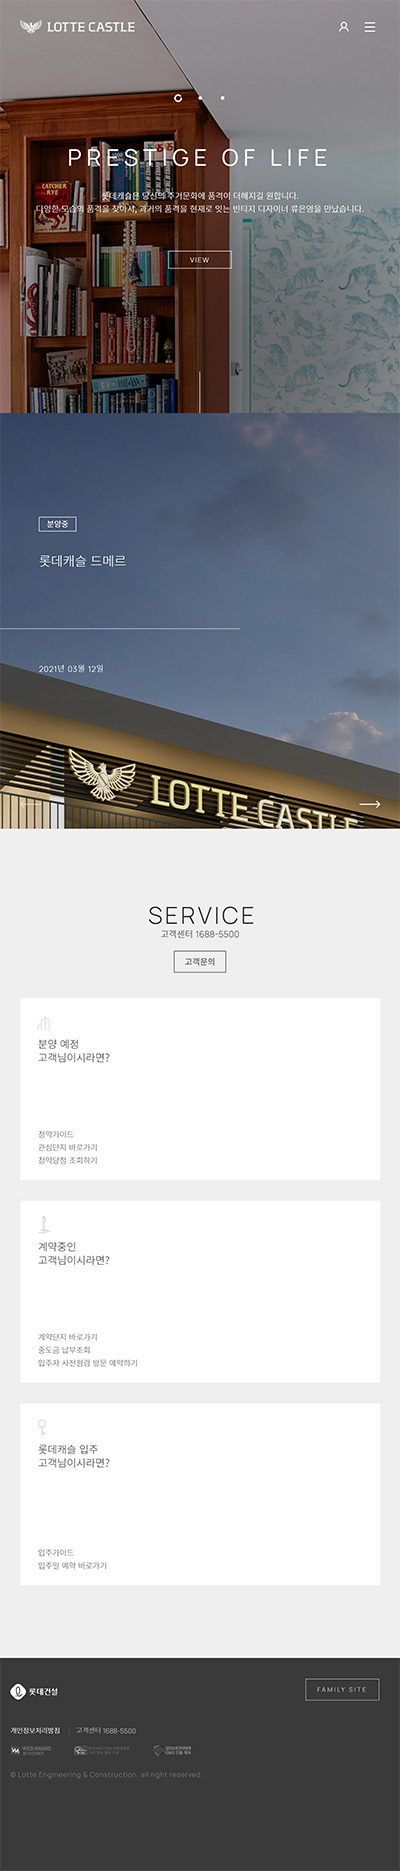 LOTTE CASTLE
CATCHER
RYE
PRESTIGE OF LIFE
롯데캐슬은 당신의 주거문화에 품격이 더해지길 원합니다.
다양한 모습의 품격을 찾아서, 과거의 품격을 현재로 잇는 빈티지 디자이너 류은영을 만났습니다.
VIEW
분양중
롯데캐슬 드메르
2021년 03월 12일
LOTTE CASTLE
SERVICE
고객센터 1688-5500
고객문의
분양 예정
고객님이시라면?
청약가이드
관심단지 바로가기
청약당첨 조회하기
계약중인
고객님이시라면?
계약단지 바로가기
중도금 납부조회
입주자 사전점검 방문 예약하기
롯데캐슬 입주
고객님이시라면?
입주가이드
입주일 예약 바로가기
롯데건설
FAMILY SITE
개인정보처리방침 | 고객센터 1688-5500
WEB AWARD
© Lotte Engineering & Construction. all right reserved.